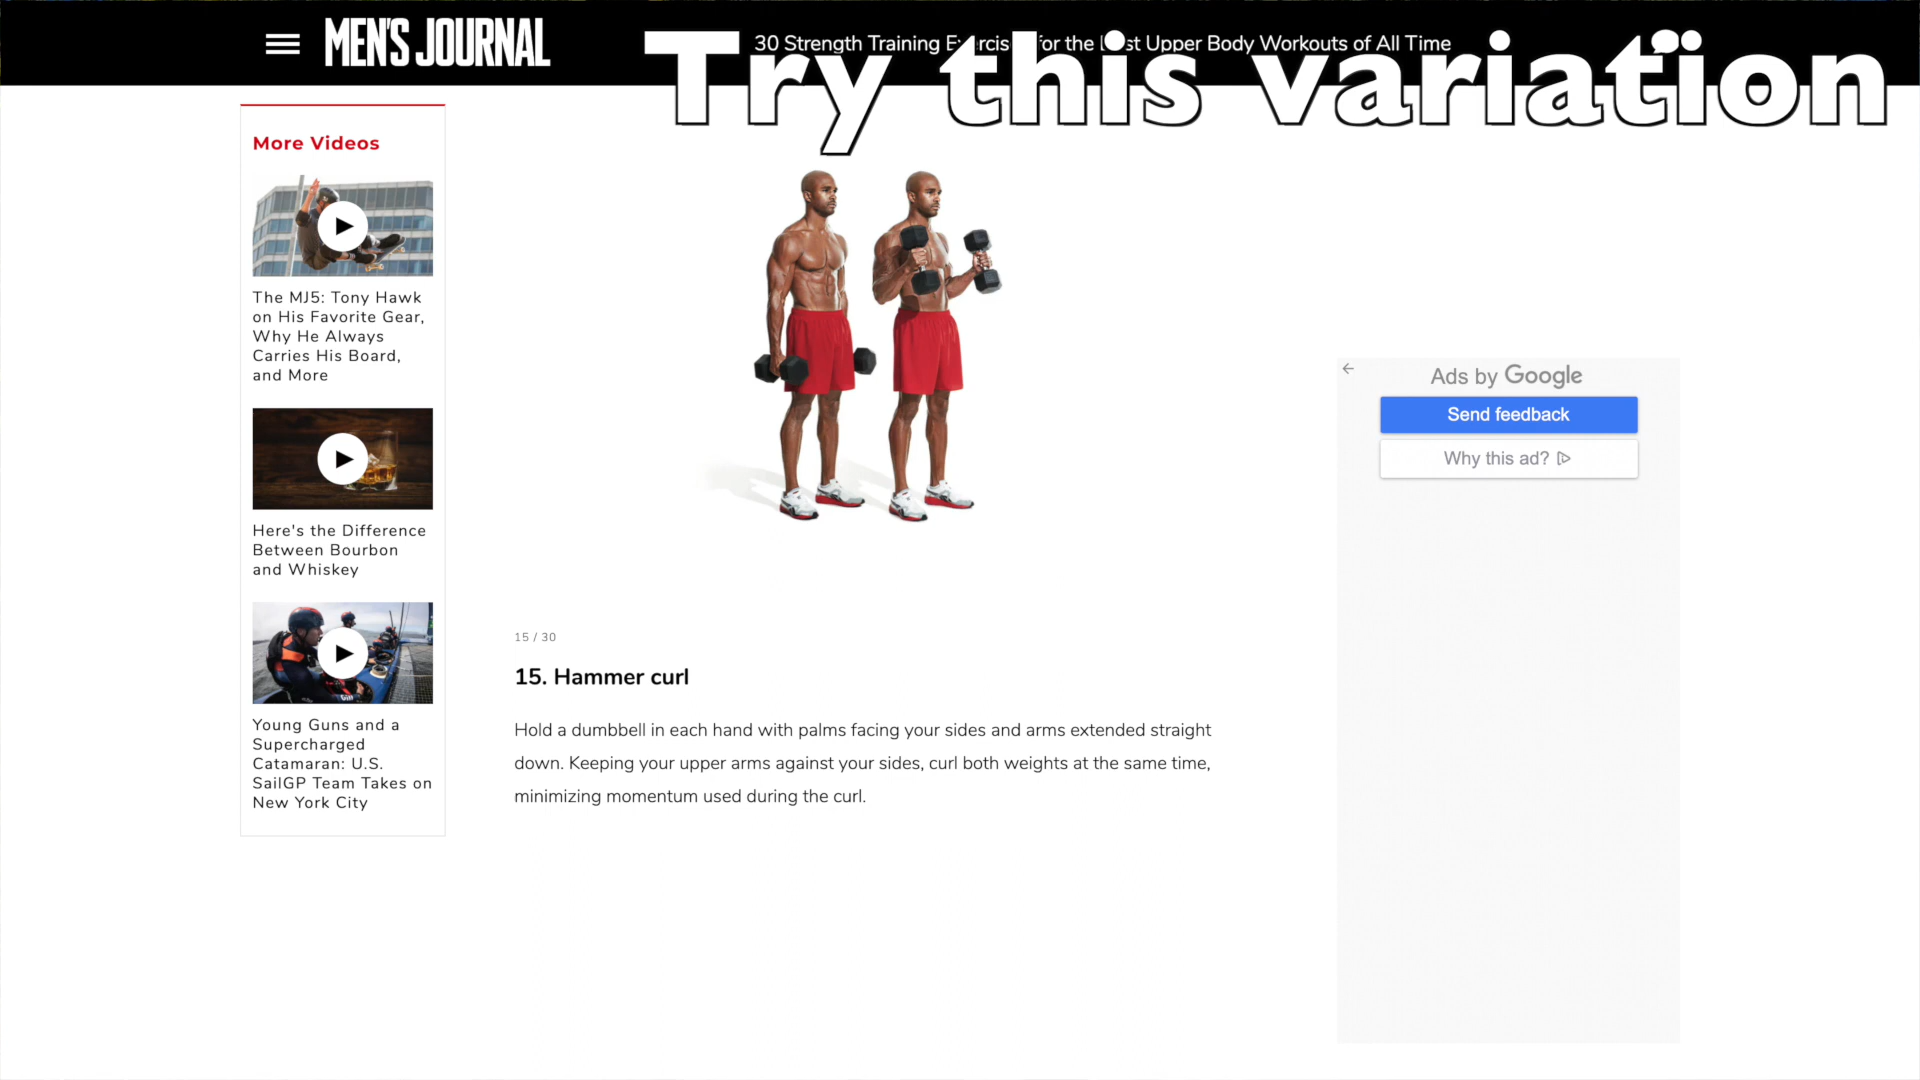 MEN'S JOURNAL
30 Strength Training Exercises for the Best Upper Body Workouts of All Time
Try this variation
More Videos
The MJ5: Tony Hawk
on His Favorite Gear,
Why He Always
Carries His Board,
and More
Here's the Difference
Between Bourbon
and Whiskey
Young Guns and a
Supercharged
Catamaran: U.S.
SailGP Team Takes on
New York City
15 / 30
15. Hammer curl
Hold a dumbbell in each hand with palms facing your sides and arms extended straight
down. Keeping your upper arms against your sides, curl both weights at the same time,
minimizing momentum used during the curl.
Ads by Google
Send feedback
Why this ad?